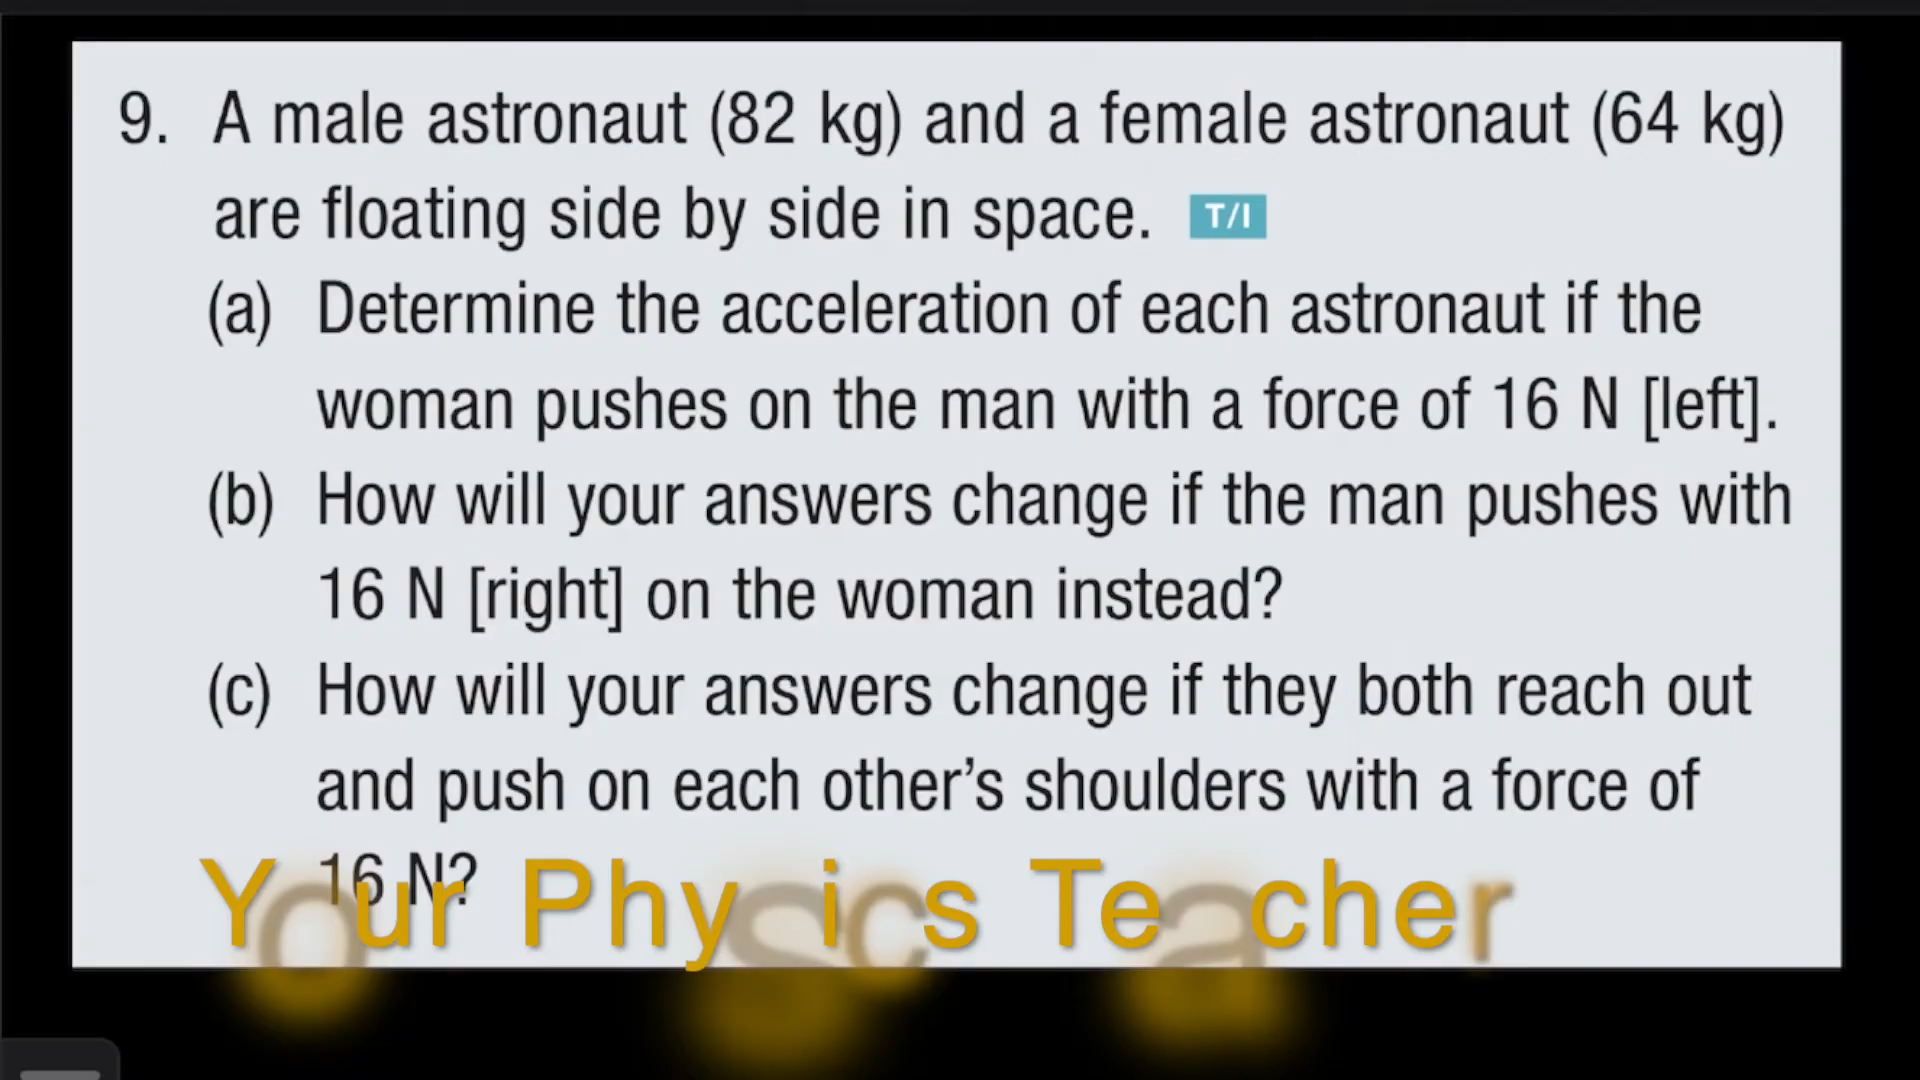 9. A male astronaut (82 kg) and a female astronaut (64 kg)
are floating side by side in space. T/I
(a) Determine the acceleration of each astronaut if the
woman pushes on the man with a force of 16 N [left].
(b) How will your answers change if the man pushes with
16 N [right] on the woman instead?
(c) How will your answers change if they both reach out
and push on each other's shoulders with a force of
16 N?
Your Physics Teacher